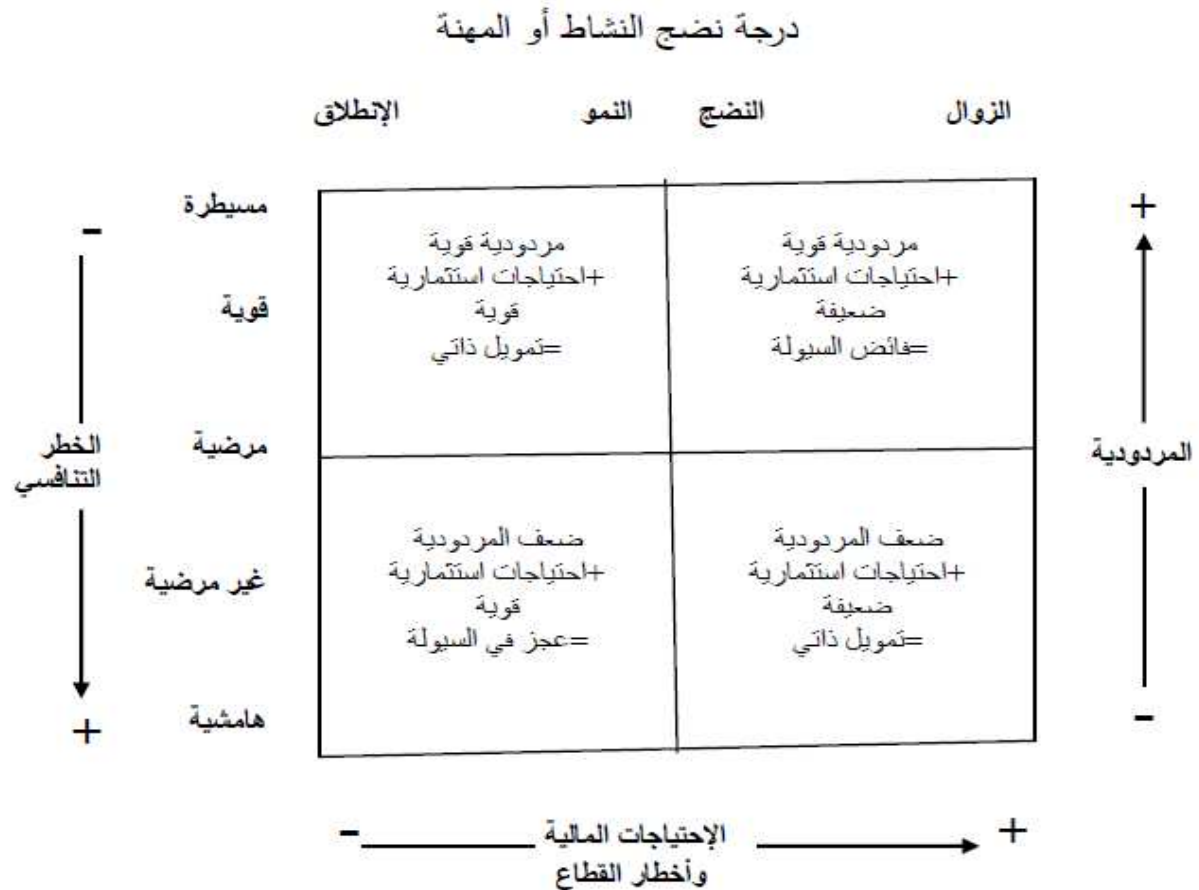 درجة نضج النشاط أو المهنة
الإنطلاق النمو النضج الزوال
مسيطرة
قوية
مرضية
غير مرضية
هامشية
-
الخطر
التنافسي
+
مردودية قوية
+احتياجات استثمارية
قوية
=تمويل ذاتي
مردودية قوية
+احتياجات استثمارية
ضعيفة
=فائض السيولة
ضعف المردودية
+احتياجات استثمارية
قوية
=عجز في السيولة
ضعف المردودية
+احتياجات استثمارية
ضعيفة
=تمويل ذاتي
+
المردودية
-
- الإحتياجات المالية +
وأخطار القطاع